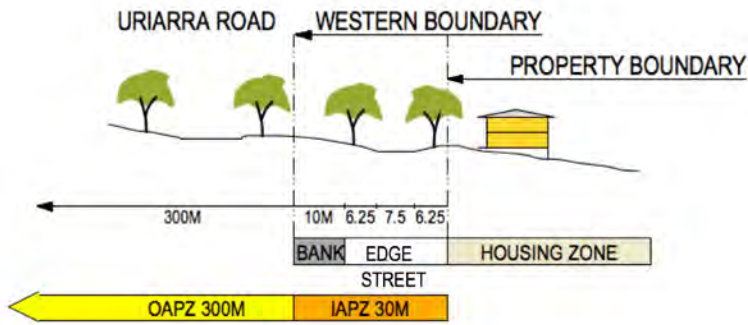 URIARRA ROAD
WESTERN BOUNDARY
PROPERTY BOUNDARY
300M
10M
6.25
7.5
6.25
BANK
EDGE
STREET
HOUSING ZONE
OAPZ 300M
IAPZ 30M